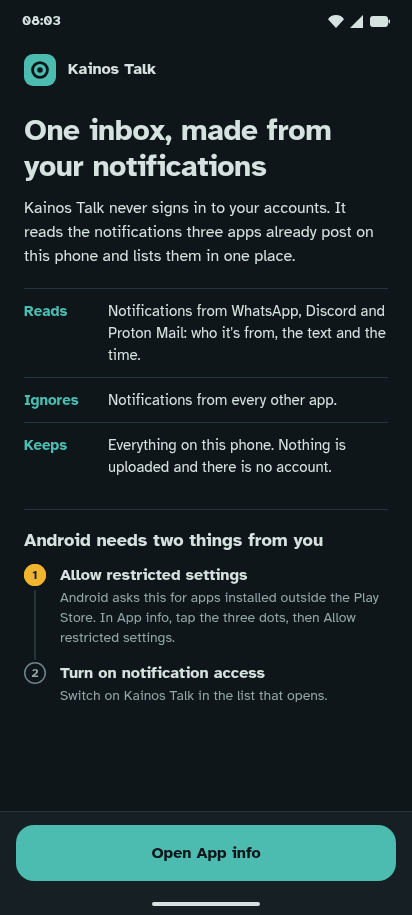 08:03
Kainos Talk
One inbox, made from
your notifications
Kainos Talk never signs in to your accounts. It
reads the notifications three apps already post on
this phone and lists them in one place.
Reads
Notifications from WhatsApp, Discord and
Proton Mail: who it's from, the text and the
time.
Ignores
Notifications from every other app.
Keeps
Everything on this phone. Nothing is
uploaded and there is no account.
Android needs two things from you
1
Allow restricted settings
Android asks this for apps installed outside the Play
Store. In App info, tap the three dots, then Allow
restricted settings.
2
Turn on notification access
Switch on Kainos Talk in the list that opens.
Open App info